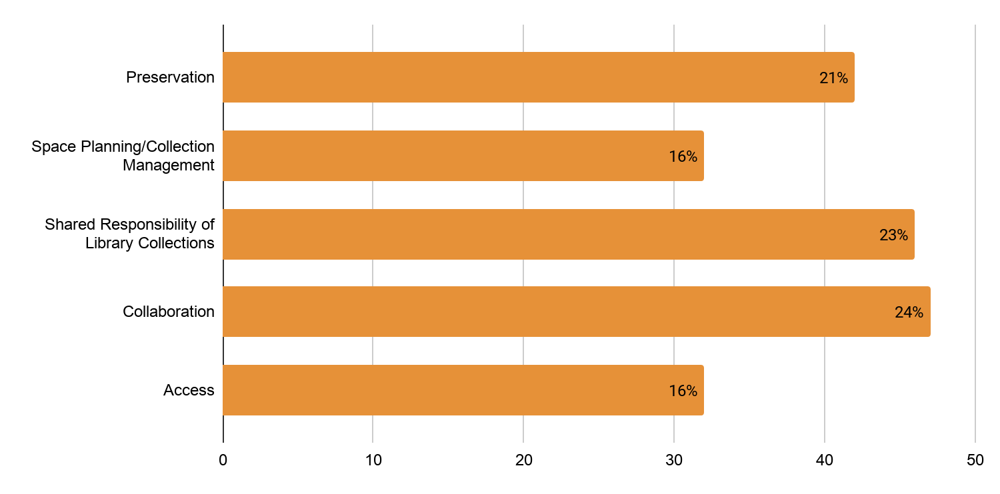 Preservation
21%
Space Planning/Collection
Management
16%
Shared Responsibility of
Library Collections
23%
Collaboration
24%
Access
16%
0 10 20 30 40 50